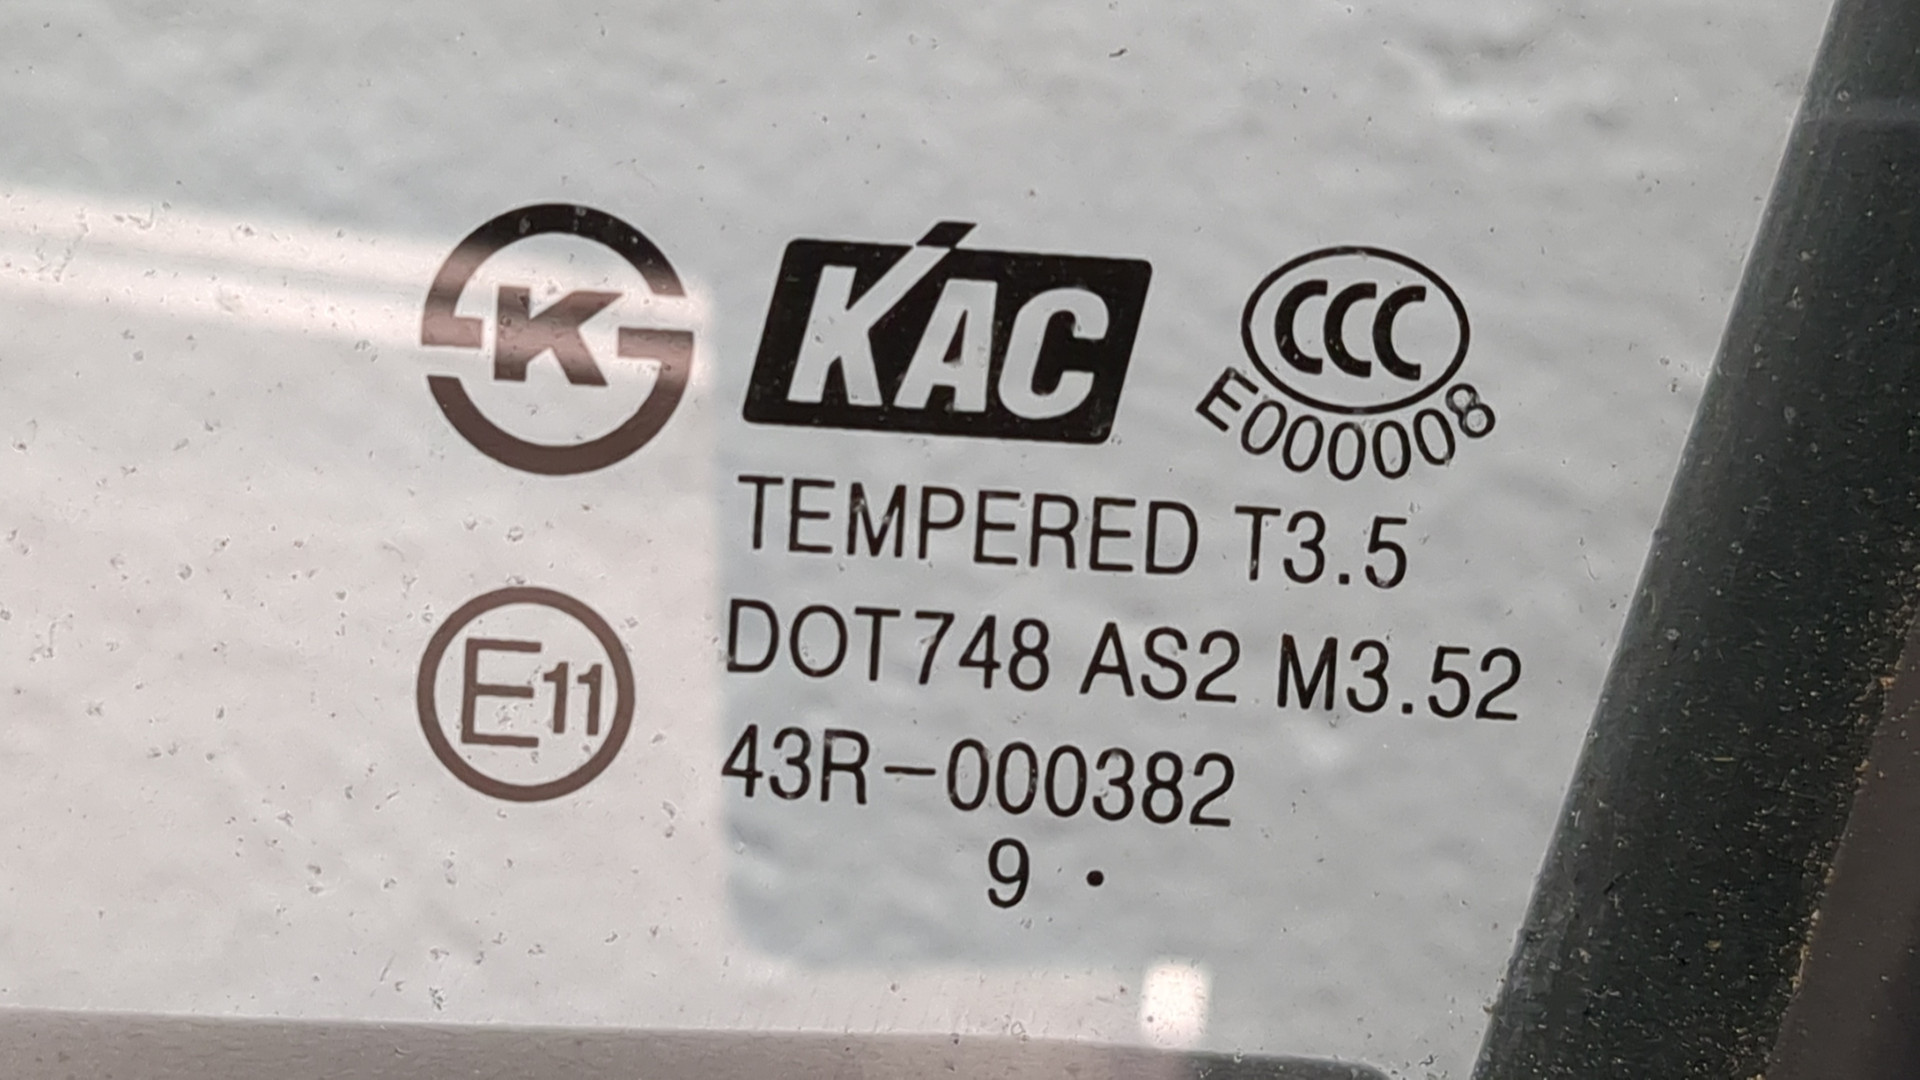 K
KAC
CCC
E000008
TEMPERED T3.5
E11
DOT748 AS2 M3.52
43R-000382
9 •